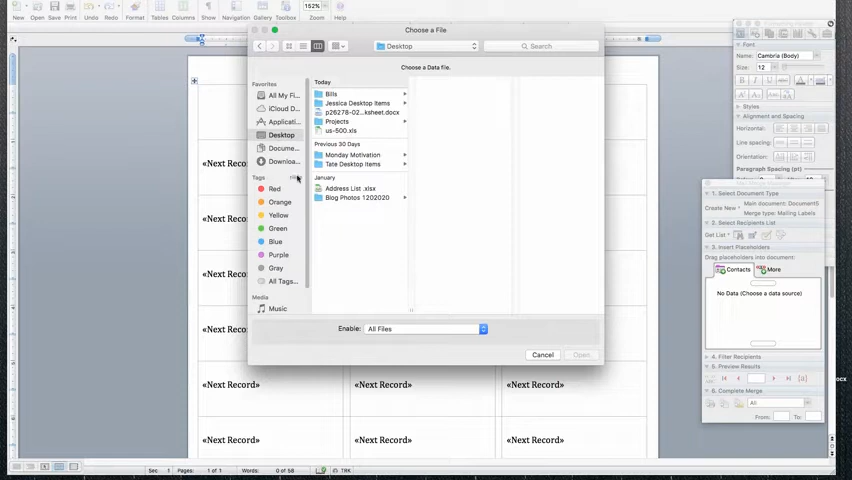 152%
New
Open
Save
Print
Undo
Redo
Format
Tables
Columns
Show
Navigation
Gallery
Toolbox
Zoom
Help
Choose a File
Desktop
Search
Choose a Data file.
Favorites
All My Fi...
iCloud D...
Applicati...
Desktop
Docume...
Downloa...
Tags
Red
Orange
Yellow
Green
Blue
Purple
Gray
All Tags...
Media
Music
Today
Bills
Jessica Desktop Items
p26278-02...ksheet.docx
Projects
us-500.xls
Previous 30 Days
Monday Motivation
Tate Desktop Items
January
Address List .xlsx
Blog Photos 1202020
Enable:
All Files
Cancel
Open
«Next Reco
«Next Reco
«Next Reco
«Next Reco
«Next Record»
«Next Record»
«Next Record»
«Next Record»
«Next Record»
«Next Record»
Font
Name:
Cambria (Body)
Size:
12
Styles
Alignment and Spacing
Horizontal:
Vertical:
Orientation:
Paragraph Spacing (pt)
1. Select Document Type
Create New
Main document: Document5
Merge type: Mailing Labels
2. Select Recipients List
Get List
3. Insert Placeholders
Drag placeholders into document:
Contacts
More
No Data (Choose a data source)
4. Filter Recipients
5. Preview Results
6. Complete Merge
All
From:
To:
ocx
Sec 1
Pages: 1 of 1
Words: 0 of 58
TRK